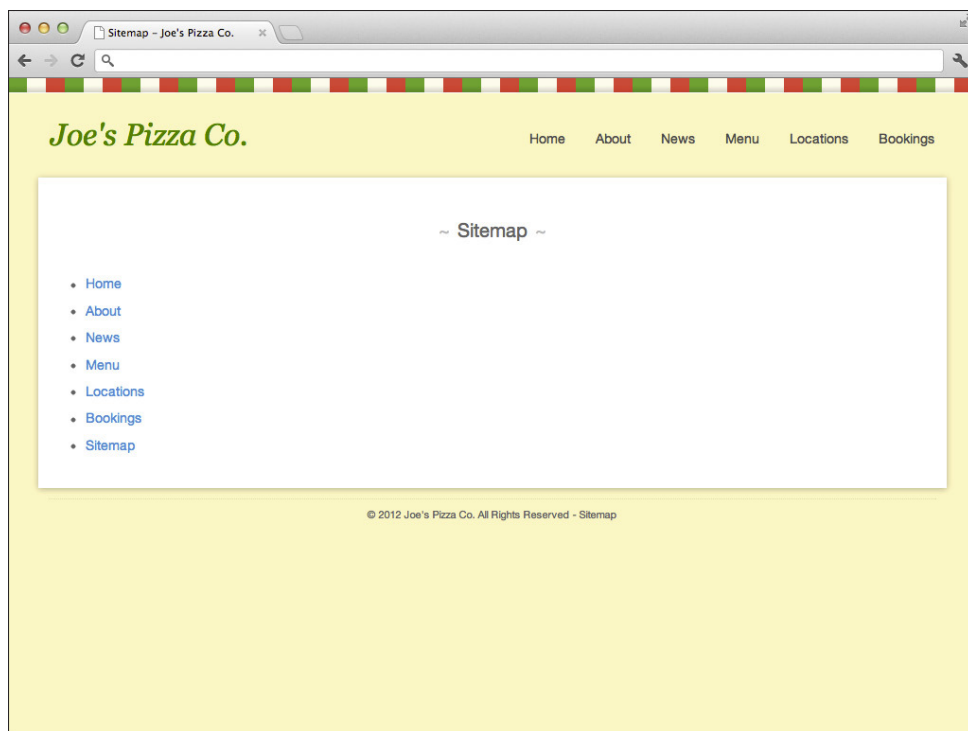 Sitemap – Joe's Pizza Co.
Joe's Pizza Co.
Home About News Menu Locations Bookings
~ Sitemap ~
• Home
• About
• News
• Menu
• Locations
• Bookings
• Sitemap
© 2012 Joe's Pizza Co. All Rights Reserved - Sitemap